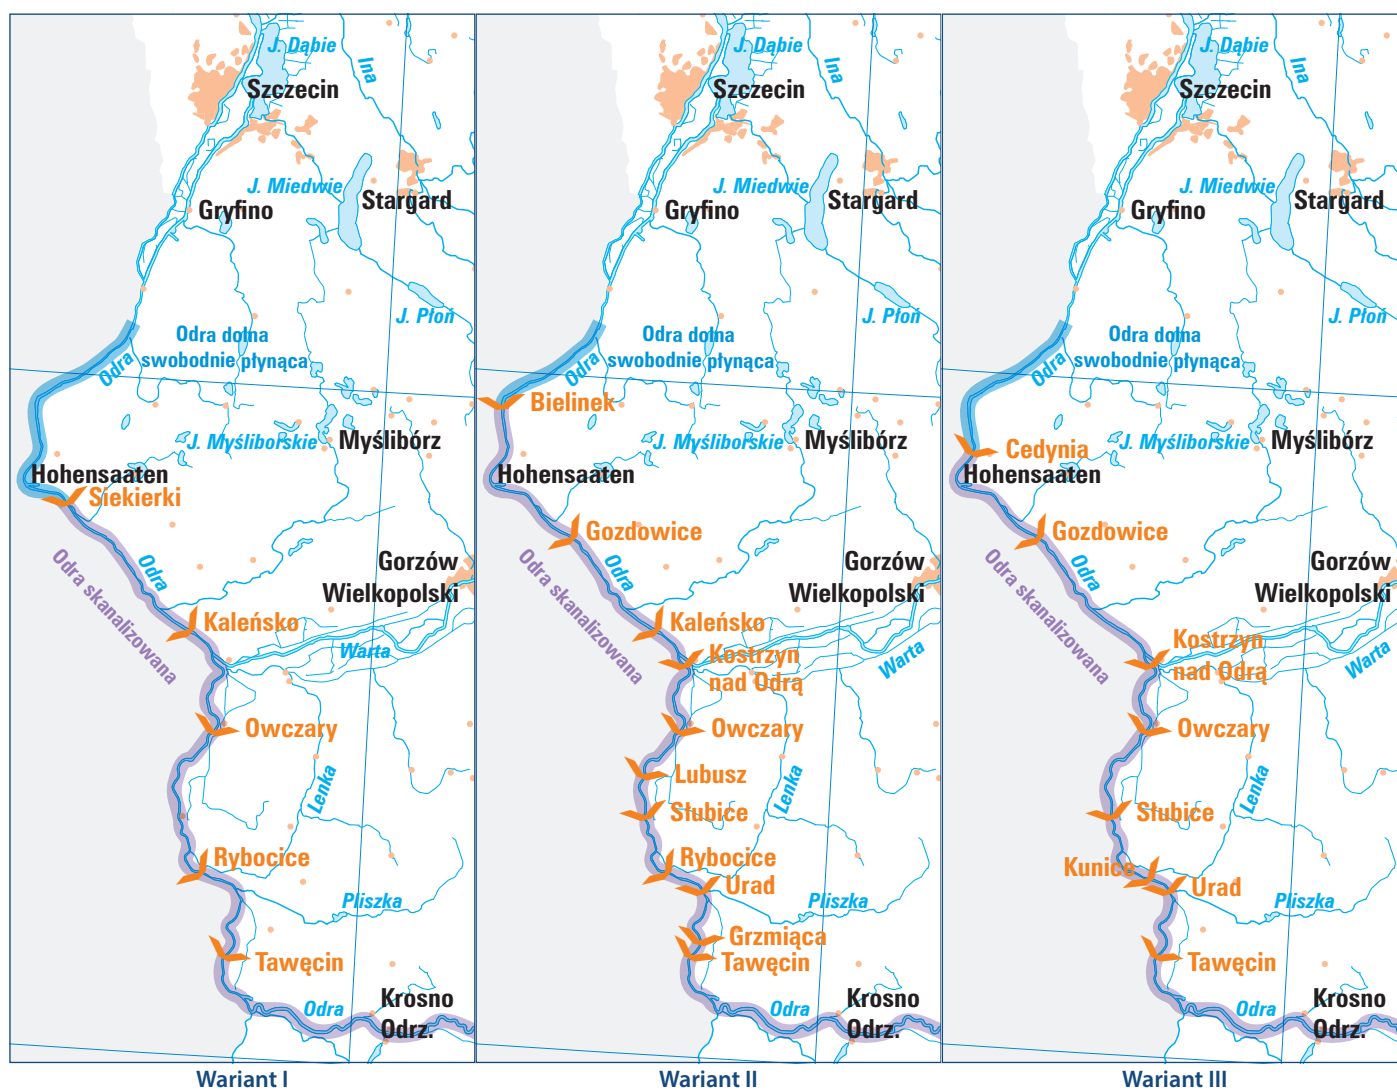 J. Dąbie
Ina
Szczecin
J. Miedwie
Stargard
Gryfino
J. Płoń
Odra dolna
swobodnie płynąca
Odra
J. Myśliborskie
Myślibórz
Hohensaaten
Siekierki
Odra
Odra skanalizowana
Gorzów
Wielkopolski
Kaleńsko
Warta
Owczary
Lenka
Rybocice
Pliszka
Tawęcin
Odra
Krosno
Odrz.
Wariant I
J. Dąbie
Ina
Szczecin
J. Miedwie
Stargard
Gryfino
J. Płoń
Odra dolna
swobodnie płynąca
Odra
Bielinek
J. Myśliborskie
Myślibórz
Hohensaaten
Gozdowice
Odra
Odra skanalizowana
Gorzów
Wielkopolski
Kaleńsko
Kostrzyn
nad Odrą
Warta
Owczary
Lubusz
Lenka
Słubice
Rybocice
Urad
Pliszka
Grzmiąca
Tawęcin
Odra
Krosno
Odrz.
Wariant II
J. Dąbie
Ina
Szczecin
J. Miedwie
Stargard
Gryfino
J. Płoń
Odra dolna
swobodnie płynąca
Odra
J. Myśliborskie
Myślibórz
Cedynia
Hohensaaten
Gozdowice
Odra
Odra skanalizowana
Gorzów
Wielkopolski
Kostrzyn
nad Odrą
Warta
Owczary
Lenka
Słubice
Kunice
Urad
Pliszka
Tawęcin
Odra
Krosno
Odrz.
Wariant III